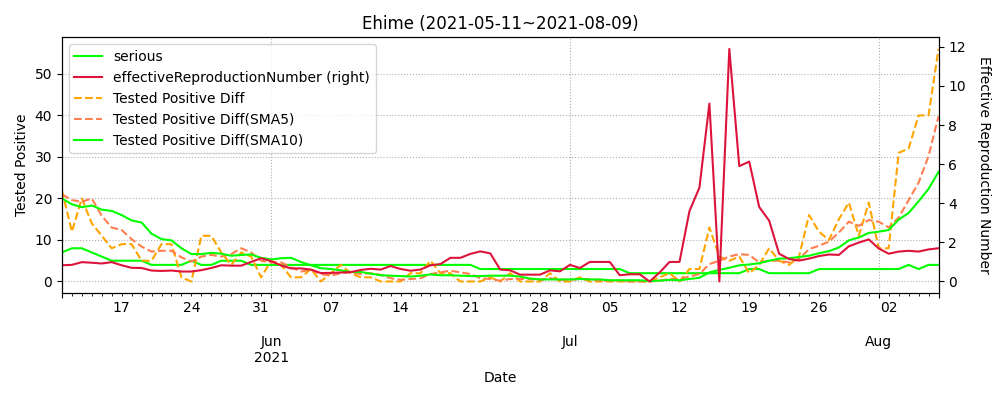 Ehime (2021-05-11~2021-08-09)
serious
effectiveReproductionNumber (right)
Tested Positive Diff
Tested Positive Diff(SMA5)
Tested Positive Diff(SMA10)
Tested Positive
50
40
30
20
10
0
12
10
8
6
4
2
0
Effective Reproduction Number
17 24 31 07 14 21 28 05 12 19 26 02
Jun Jul Aug
2021
Date